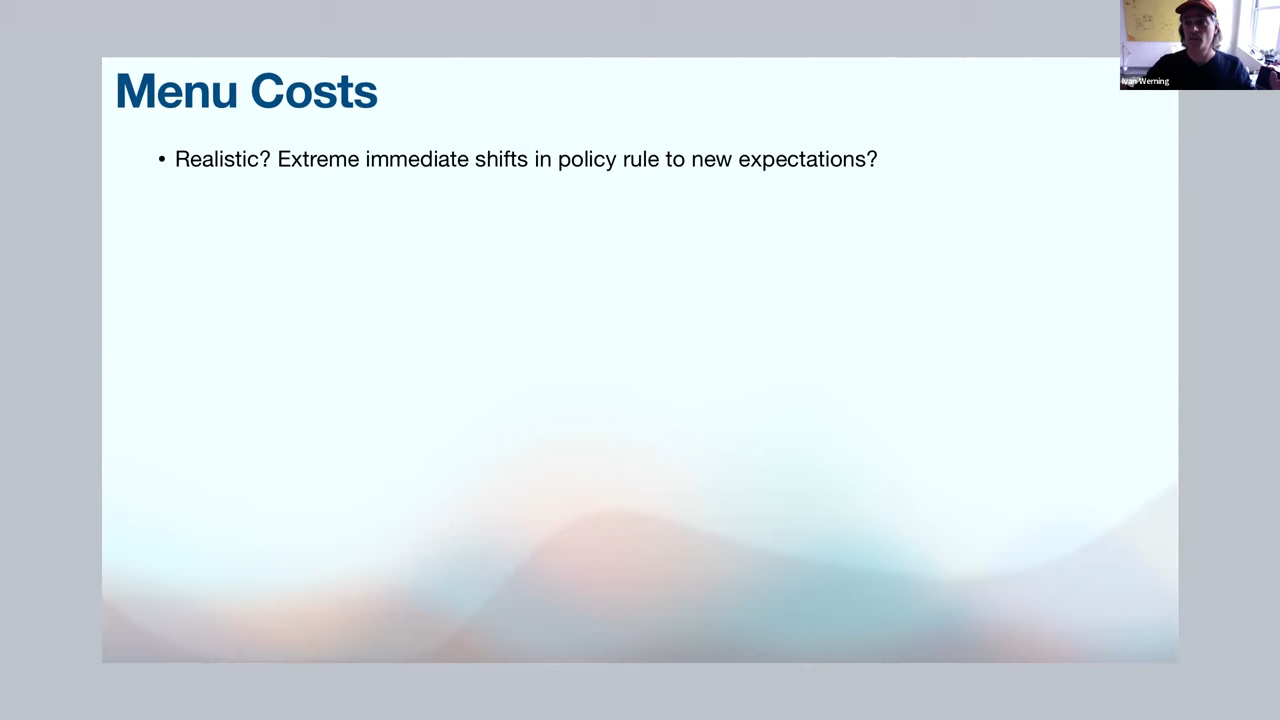 Menu Costs
• Realistic? Extreme immediate shifts in policy rule to new expectations?
Ivan Werning